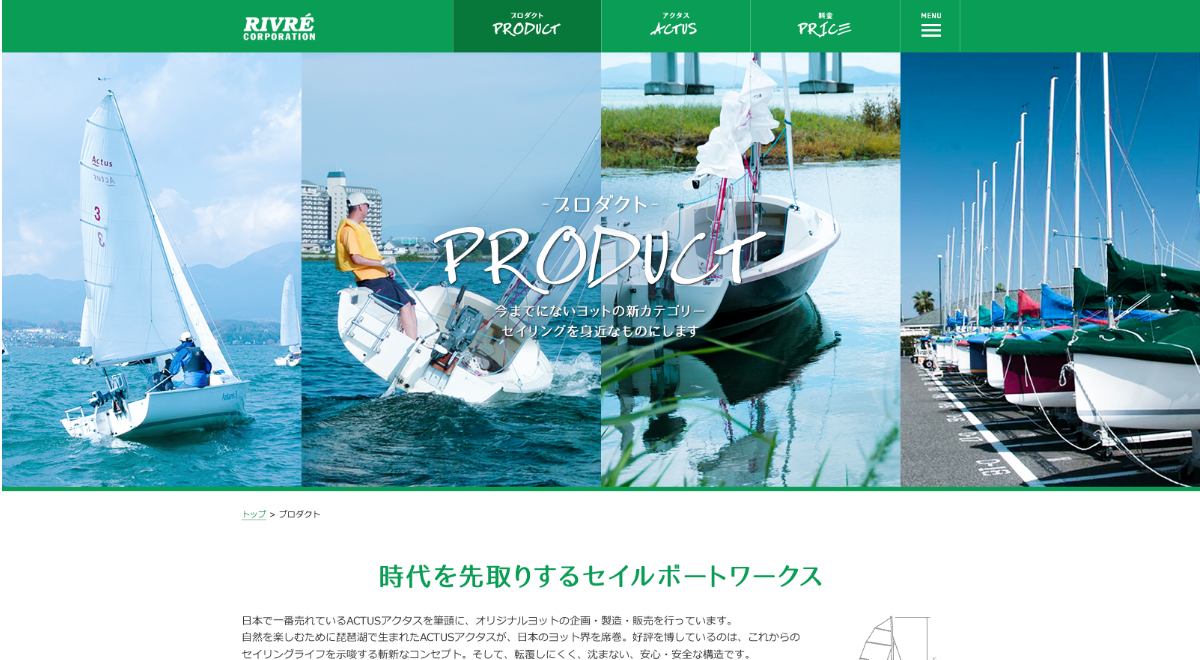 RIVRÉ
CORPORATION
プロダクト
PRODUCT
アクタス
ACTUS
料金
PRICE
MENU
Actus
3
-プロダクト-
PRODUCT
今までにないヨットの新カテゴリー
セイリングを身近なものにします
トップ > プロダクト
時代を先取りするセイルボートワークス
日本で一番売れているACTUSアクタスを筆頭に、オリジナルヨットの企画・製造・販売を行っています。
自然を楽しむために琵琶湖で生まれたACTUSアクタスが、日本のヨット界を席巻。好評を博しているのは、これからの
セイリングライフを示唆する斬新なコンセプト。そして、転覆しにくく、沈まない、安心・安全な構造です。